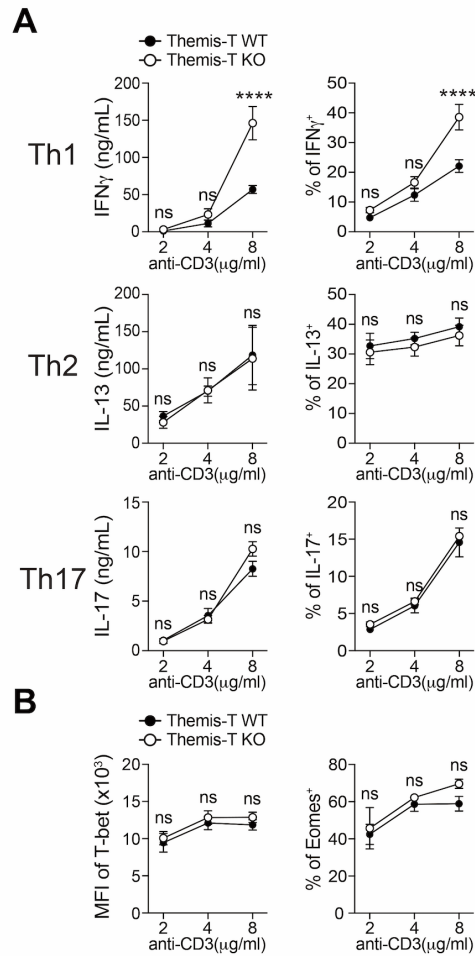 A
Themis-T WT
Themis-T KO
Th1
IFNγ (ng/mL)
200
150
100
50
0
ns
ns
****
2 4 8
anti-CD3(μg/ml)
% of IFNγ⁺
50
40
30
20
10
0
ns
ns
****
2 4 8
anti-CD3(μg/ml)
Th2
IL-13 (ng/mL)
200
150
100
50
0
ns
ns
ns
2 4 8
anti-CD3(μg/ml)
% of IL-13⁺
50
40
30
20
10
0
ns
ns
ns
2 4 8
anti-CD3(μg/ml)
Th17
IL-17 (ng/mL)
15
10
5
0
ns
ns
ns
2 4 8
anti-CD3(μg/ml)
% of IL-17⁺
20
15
10
5
0
ns
ns
ns
2 4 8
anti-CD3(μg/ml)
B
Themis-T WT
Themis-T KO
MFI of T-bet (x10³)
20
15
10
5
0
ns
ns
ns
2 4 8
anti-CD3(μg/ml)
% of Eomes⁺
80
60
40
20
0
ns
ns
ns
2 4 8
anti-CD3(μg/ml)